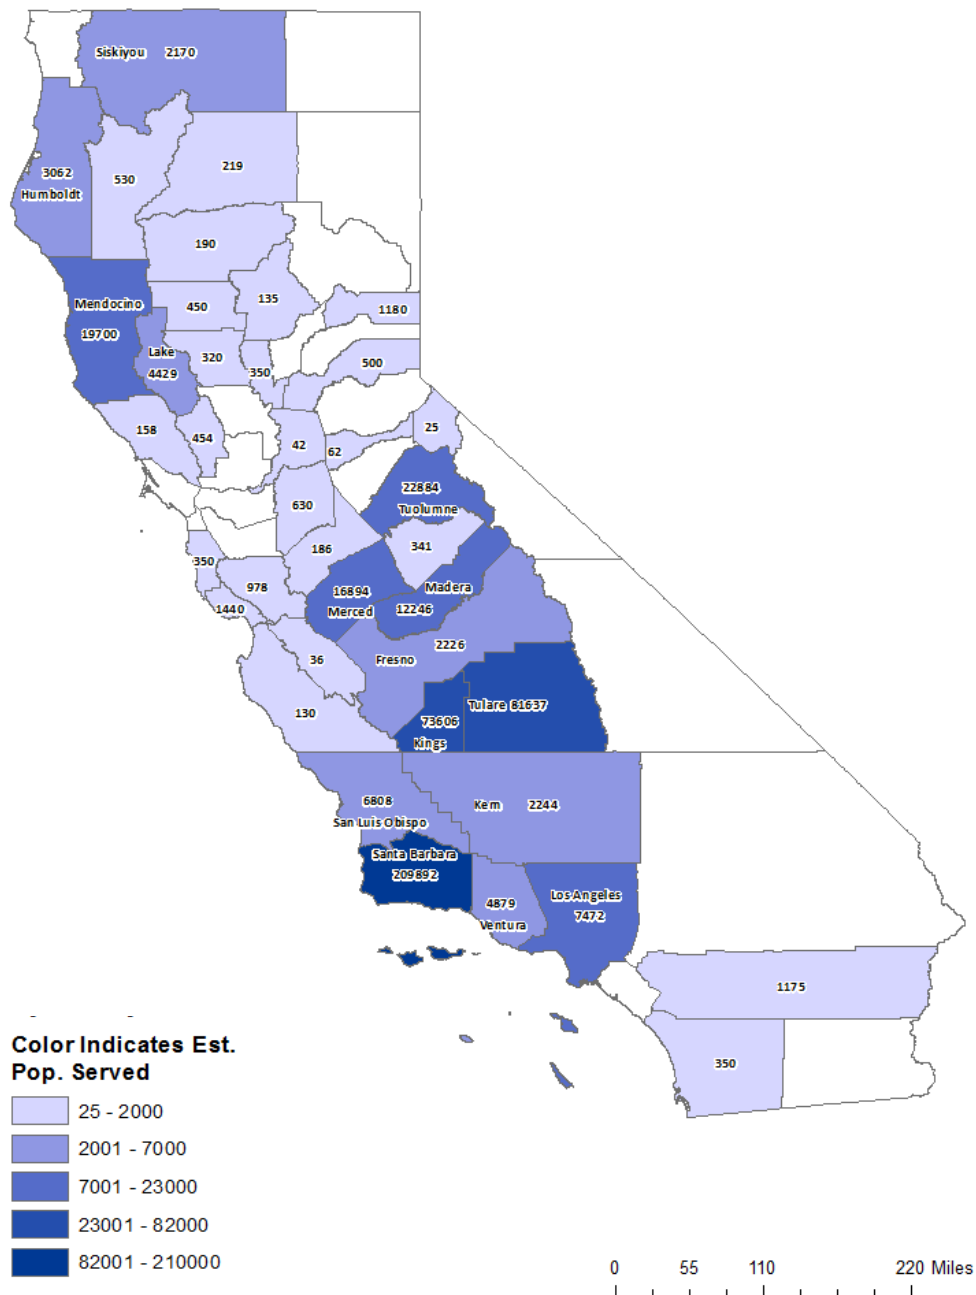 Siskiyou 2170
3062
Humboldt
530
219
190
Mendocino
19700
450
135
1180
Lake
4429
320
350
500
158
454
42
62
25
22884
Tuolumne
630
186
341
350
978
1440
16894
Merced
Madera
12246
36
Fresno
2226
130
73606
Kings
Tulare 81637
6808
San Luis Obispo
Kern 2244
Santa Barbara
209892
4879
Ventura
Los Angeles
7472
1175
350
Color Indicates Est.
Pop. Served
25 - 2000
2001 - 7000
7001 - 23000
23001 - 82000
82001 - 210000
0 55 110 220 Miles